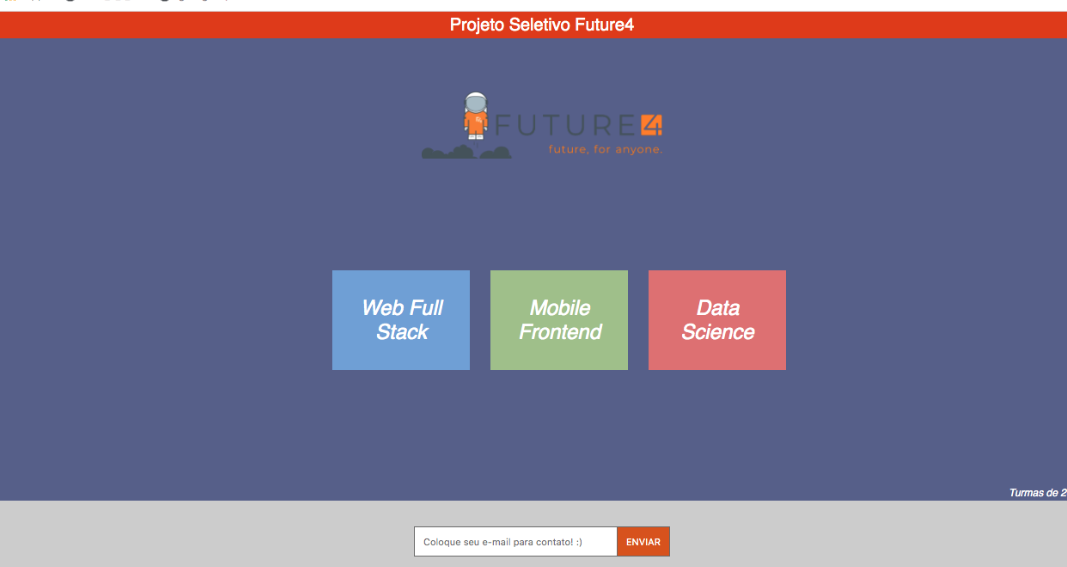 Projeto Seletivo Future4
FUTURE4
future, for anyone.
Web Full
Stack
Mobile
Frontend
Data
Science
Turmas de 2
Coloque seu e-mail para contato! :)
ENVIAR